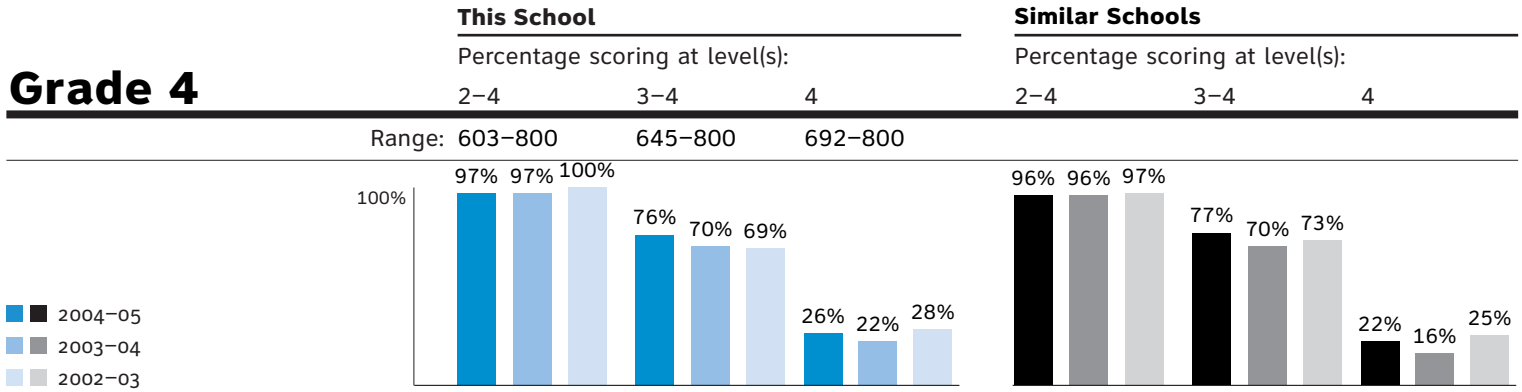 This School Similar Schools
Percentage scoring at level(s): Percentage scoring at level(s):
Grade 4 2–4 3–4 4 2–4 3–4 4
Range: 603–800 645–800 692–800
97% 97% 100% 76% 70% 69% 26% 22% 28% 96% 96% 97% 77% 70% 73% 22% 16% 25%
100%
2004–05
2003–04
2002–03